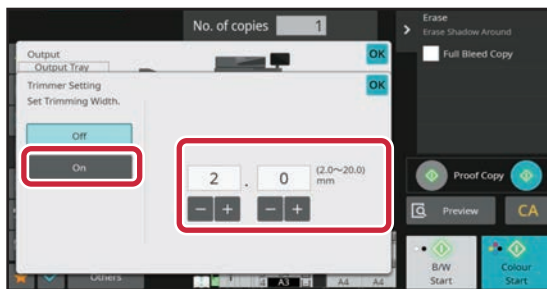 No. of copies 1
Erase
Erase Shadow Around
Full Bleed Copy
Output
OK
Output Tray
Trimmer Setting
OK
Set Trimming Width.
Off
On
2 . 0 (2.0～20.0)
mm
− + − +
Proof Copy
Preview
CA
Others
A3
A4
A4
B/W
Start
Colour
Start